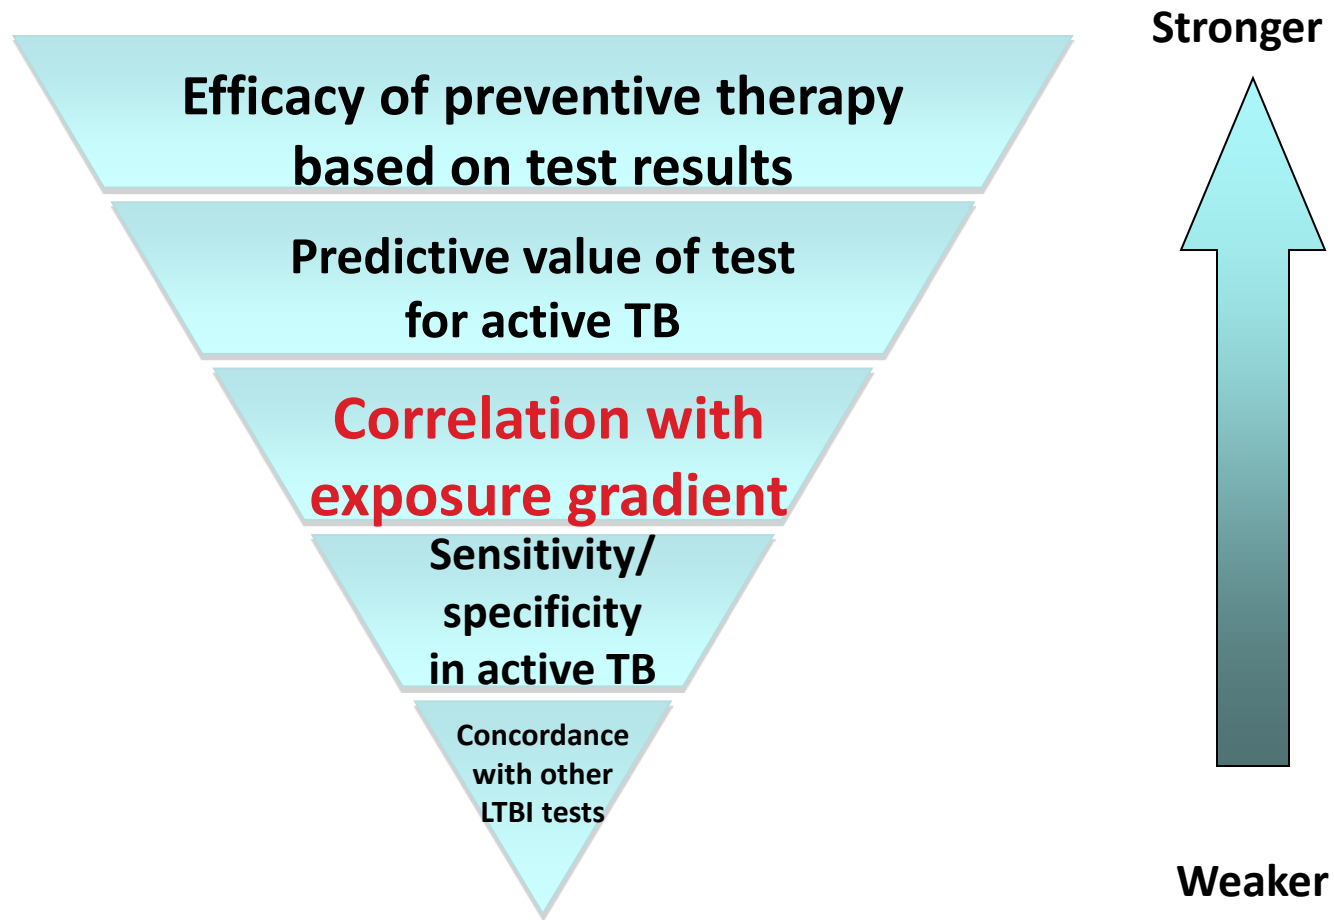 Stronger
Efficacy of preventive therapy
based on test results
Predictive value of test
for active TB
Correlation with
exposure gradient
Sensitivity/
specificity
in active TB
Concordance
with other
LTBI tests
Weaker